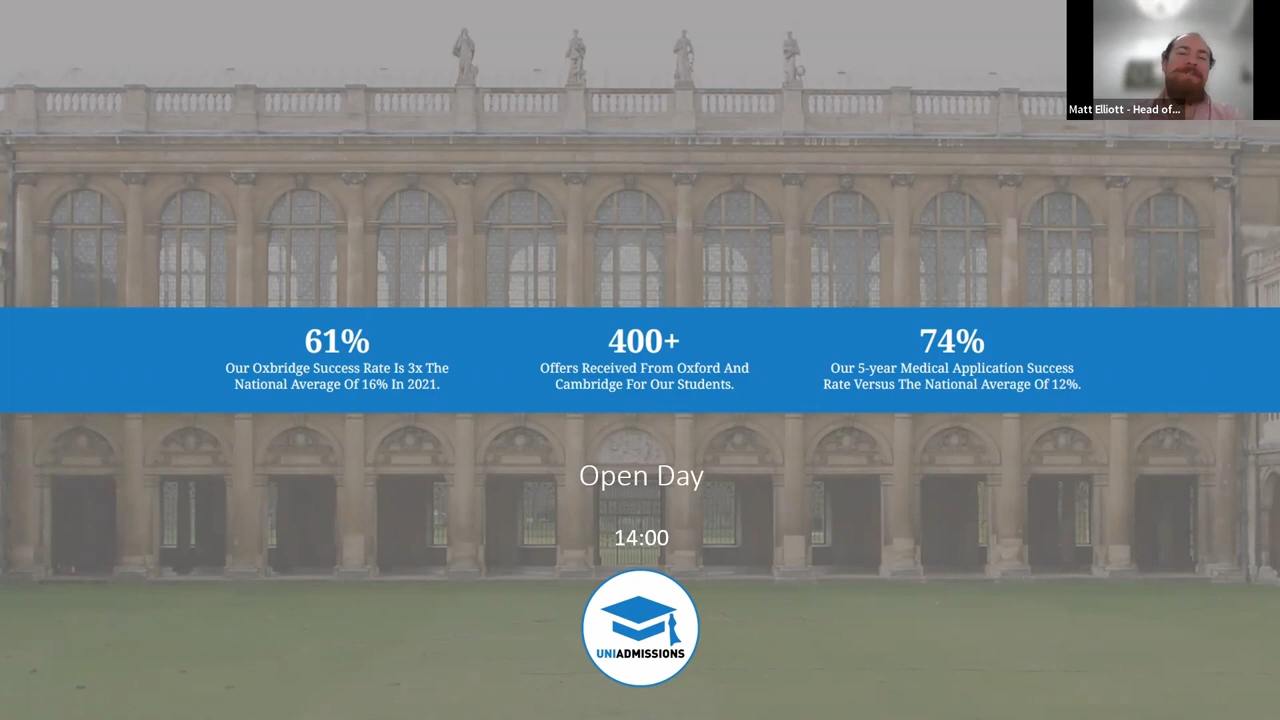 Matt Elliott - Head of...
61%
Our Oxbridge Success Rate Is 3x The
National Average Of 16% In 2021.
400+
Offers Received From Oxford And
Cambridge For Our Students.
74%
Our 5-year Medical Application Success
Rate Versus The National Average Of 12%.
Open Day
14:00
UNIADMISSIONS